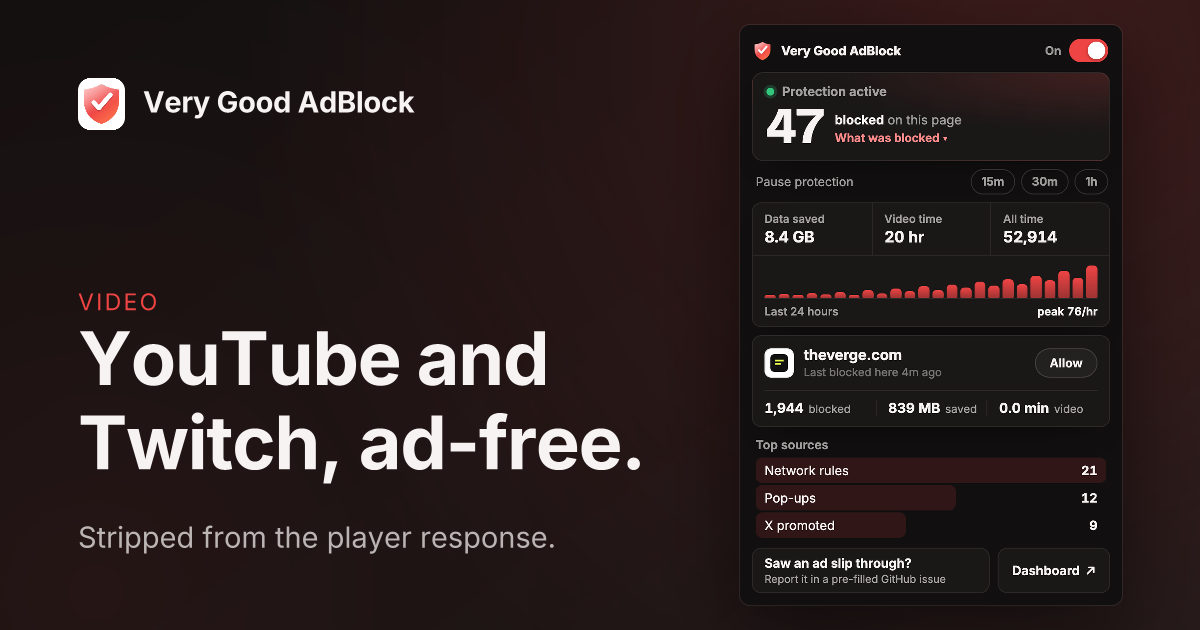 Very Good AdBlock
VIDEO
YouTube and
Twitch, ad-free.
Stripped from the player response.
Very Good AdBlock
On
Protection active
47
blocked on this page
What was blocked ▾
Pause protection
15m
30m
1h
Data saved
8.4 GB
Video time
20 hr
All time
52,914
Last 24 hours
peak 76/hr
theverge.com
Last blocked here 4m ago
Allow
1,944 blocked
839 MB saved
0.0 min video
Top sources
Network rules 21
Pop-ups 12
X promoted 9
Saw an ad slip through?
Report it in a pre-filled GitHub issue
Dashboard ↗